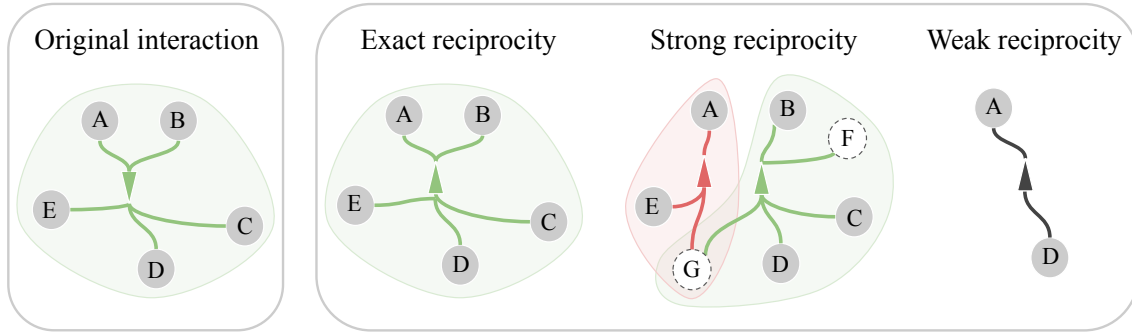 Original interaction
Exact reciprocity
Strong reciprocity
Weak reciprocity
A B
E
C
D
A B
E
C
D
A B
F
E
C
G
D
A
D